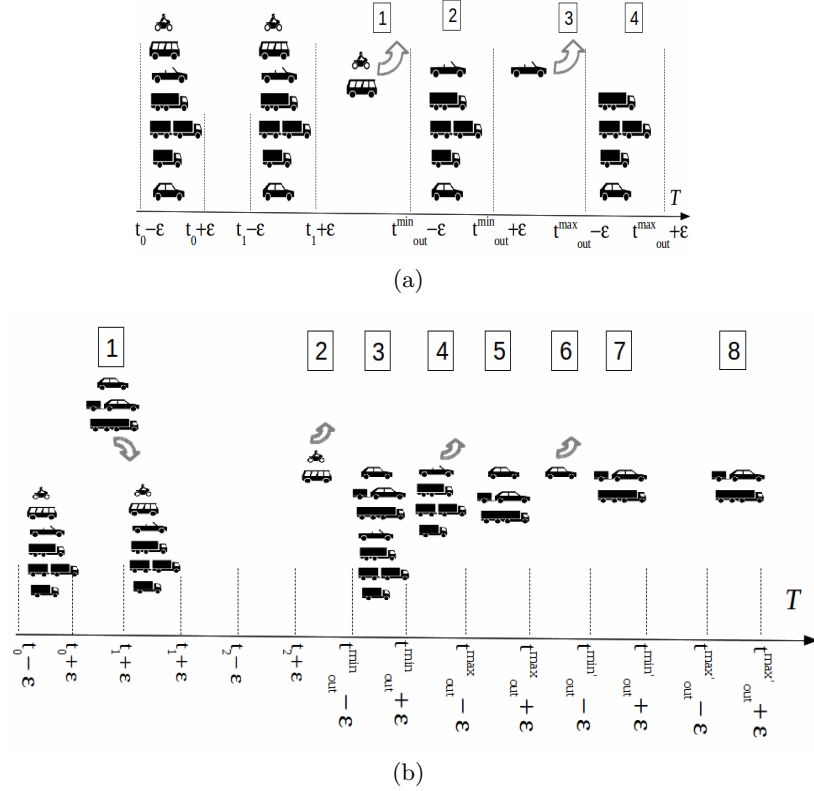 1 2 3 4
T
t0−ε t0+ε t1−ε t1+ε tminout−ε tminout+ε tmaxout−ε tmaxout+ε
(a)
1 2 3 4 5 6 7 8
T
t0−ε t0+ε t1+ε t1+ε t2−ε t2+ε tminout−ε tminout+ε tmaxout−ε tmaxout+ε tmin'out−ε tmin'out+ε tmax'out−ε tmax'out+ε
(b)